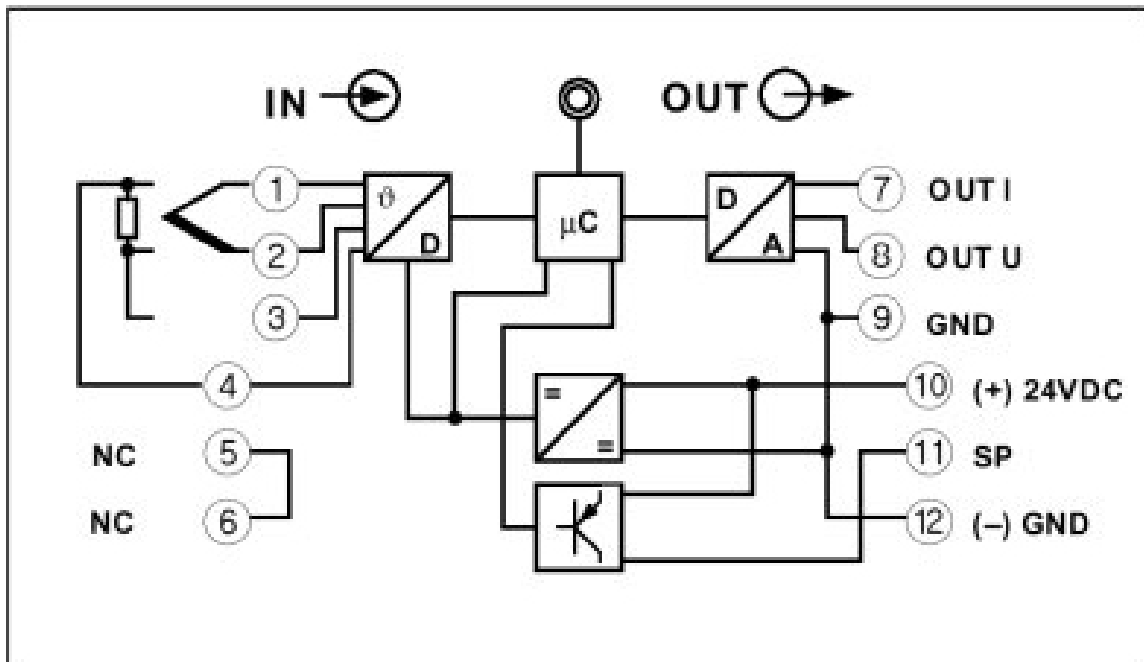 IN OUT
1 ϑ D µC D A 7 OUT I
2 8 OUT U
3 9 GND
4 = = 10 (+) 24VDC
NC 5 11 SP
NC 6 12 (–) GND